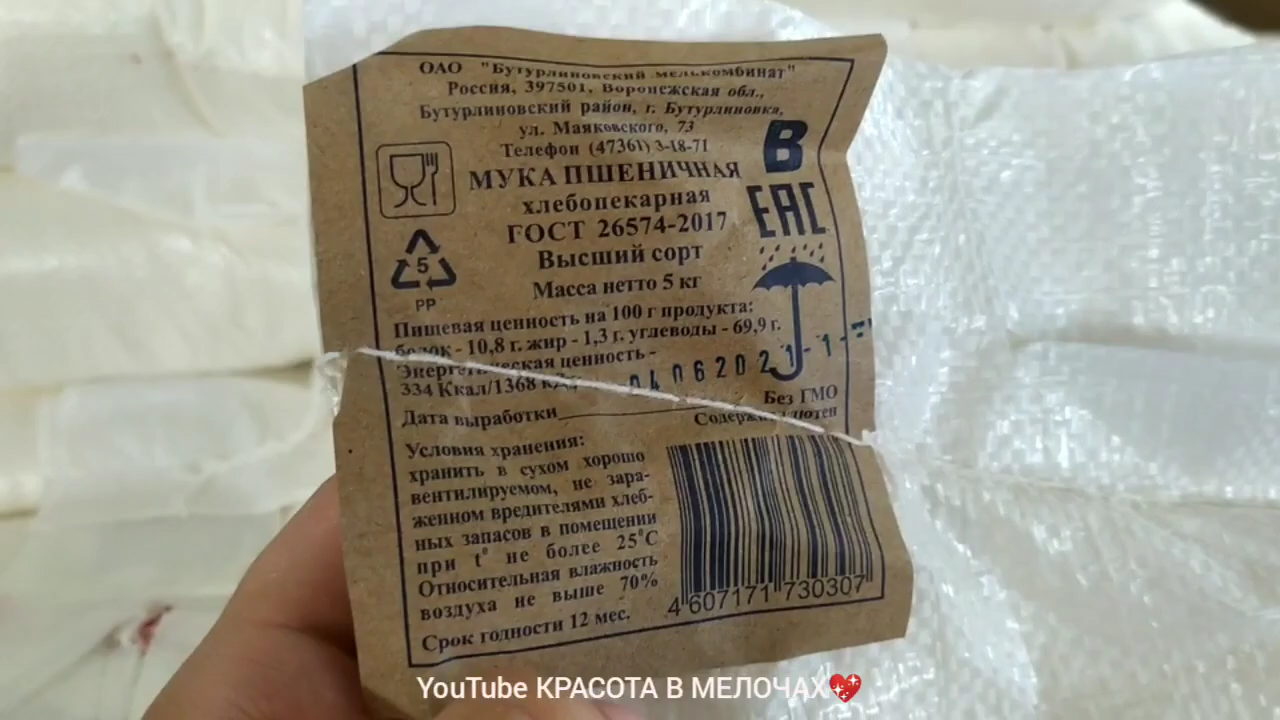 ОАО "Бутурлиновский мелькомбинат"
Россия, 397501, Воронежская обл.,
Бутурлиновский район, г. Бутурлиновка,
ул. Маяковского, 73
Телефон (47361) 3-18-71
В
МУКА ПШЕНИЧНАЯ
хлебопекарная
EAC
ГОСТ 26574-2017
Высший сорт
5
PP
Масса нетто 5 кг
Пищевая ценность на 100 г продукта:
белок - 10,8 г. жир - 1,3 г. углеводы - 69,9 г.
Энергетическая ценность -
334 Ккал/1368 кДж
04062021-1-
Без ГМО
Дата выработки
Содержит глютен
Условия хранения:
хранить в сухом хорошо
вентилируемом, не зара-
женном вредителями хлеб-
ных запасов в помещении
при t° не более 25°С
Относительная влажность
воздуха не выше 70%
Срок годности 12 мес.
4 607171 730307
YouTube КРАСОТА В МЕЛОЧАХ💖